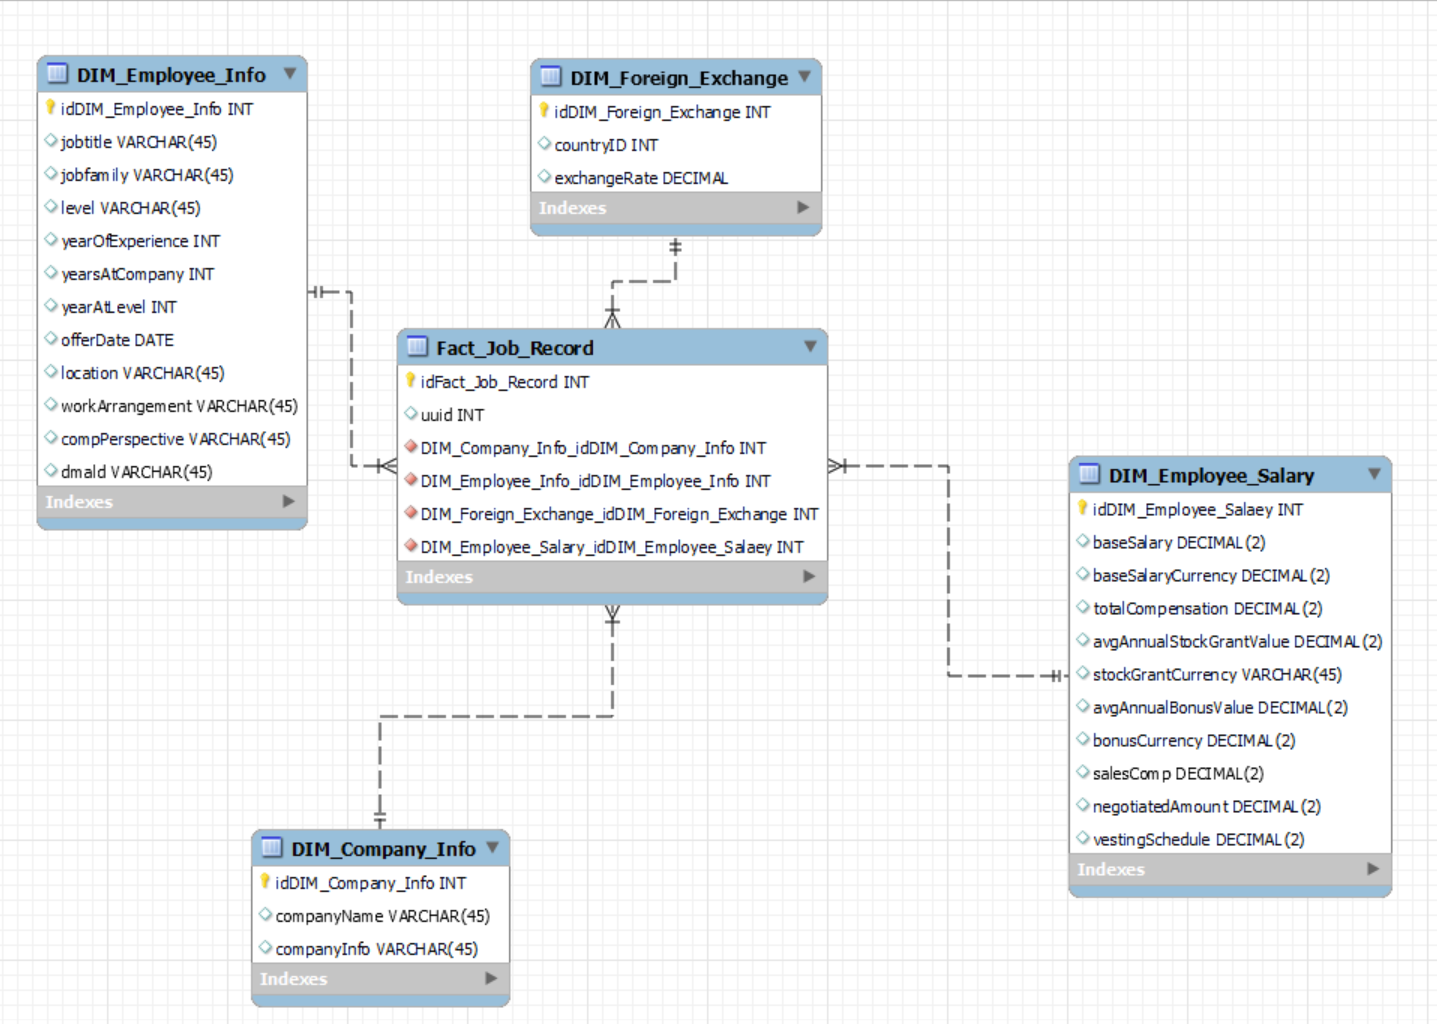 DIM_Employee_Info
idDIM_Employee_Info INT
jobtitle VARCHAR(45)
jobfamily VARCHAR(45)
level VARCHAR(45)
yearOfExperience INT
yearsAtCompany INT
yearAtLevel INT
offerDate DATE
location VARCHAR(45)
workArrangement VARCHAR(45)
compPerspective VARCHAR(45)
dmaId VARCHAR(45)
Indexes
DIM_Foreign_Exchange
idDIM_Foreign_Exchange INT
countryID INT
exchangeRate DECIMAL
Indexes
Fact_Job_Record
idFact_Job_Record INT
uuid INT
DIM_Company_Info_idDIM_Company_Info INT
DIM_Employee_Info_idDIM_Employee_Info INT
DIM_Foreign_Exchange_idDIM_Foreign_Exchange INT
DIM_Employee_Salary_idDIM_Employee_Salaey INT
Indexes
DIM_Employee_Salary
idDIM_Employee_Salaey INT
baseSalary DECIMAL(2)
baseSalaryCurrency DECIMAL(2)
totalCompensation DECIMAL(2)
avgAnnualStockGrantValue DECIMAL(2)
stockGrantCurrency VARCHAR(45)
avgAnnualBonusValue DECIMAL(2)
bonusCurrency DECIMAL(2)
salesComp DECIMAL(2)
negotiatedAmount DECIMAL(2)
vestingSchedule DECIMAL(2)
Indexes
DIM_Company_Info
idDIM_Company_Info INT
companyName VARCHAR(45)
companyInfo VARCHAR(45)
Indexes